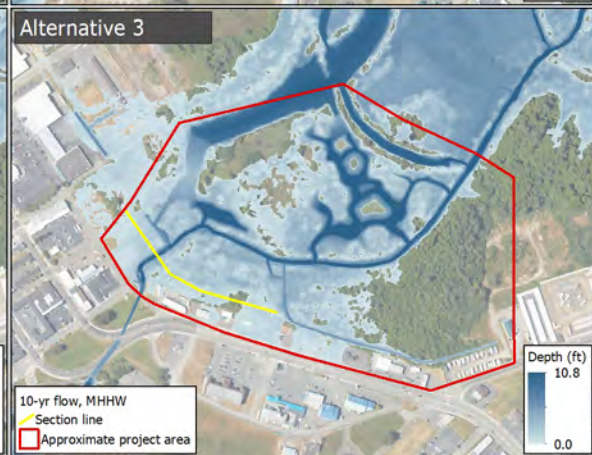 Alternative 3
10-yr flow, MHHW
Section line
Approximate project area
Depth (ft)
10.8
0.0